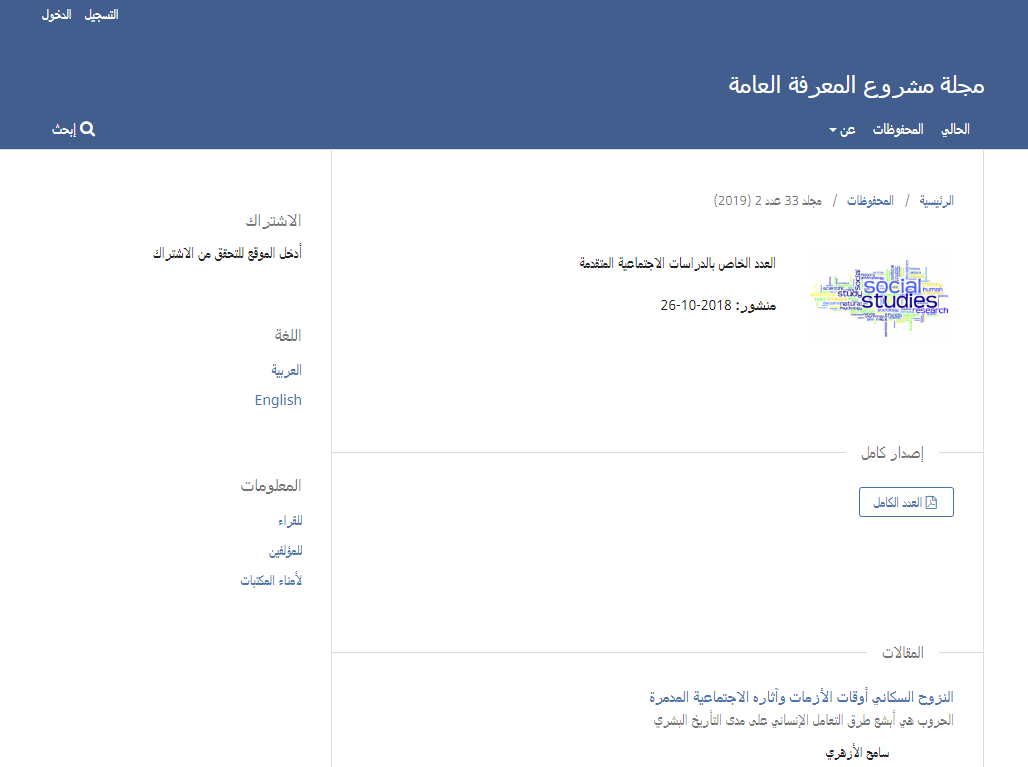 التسجيل الدخول
مجلة مشروع المعرفة العامة
الحالي المحفوظات عن
إبحث
الرئيسية / المحفوظات / مجلد 33 عدد 2 (2019)
social
studies
study
research
human
العدد الخاص بالدراسات الاجتماعية المتقدمة
منشور: 2018-10-26
إصدار كامل
العدد الكامل
المقالات
النزوح السكاني أوقات الأزمات وآثاره الاجتماعية المدمرة
الحروب هي أبشع طرق التعامل الإنساني على مدى التأريخ البشري
سامح الأزهري
الاشتراك
أدخل الموقع للتحقق من الاشتراك
اللغة
العربية
English
المعلومات
للقراء
للمؤلفين
لأمناء المكتبات